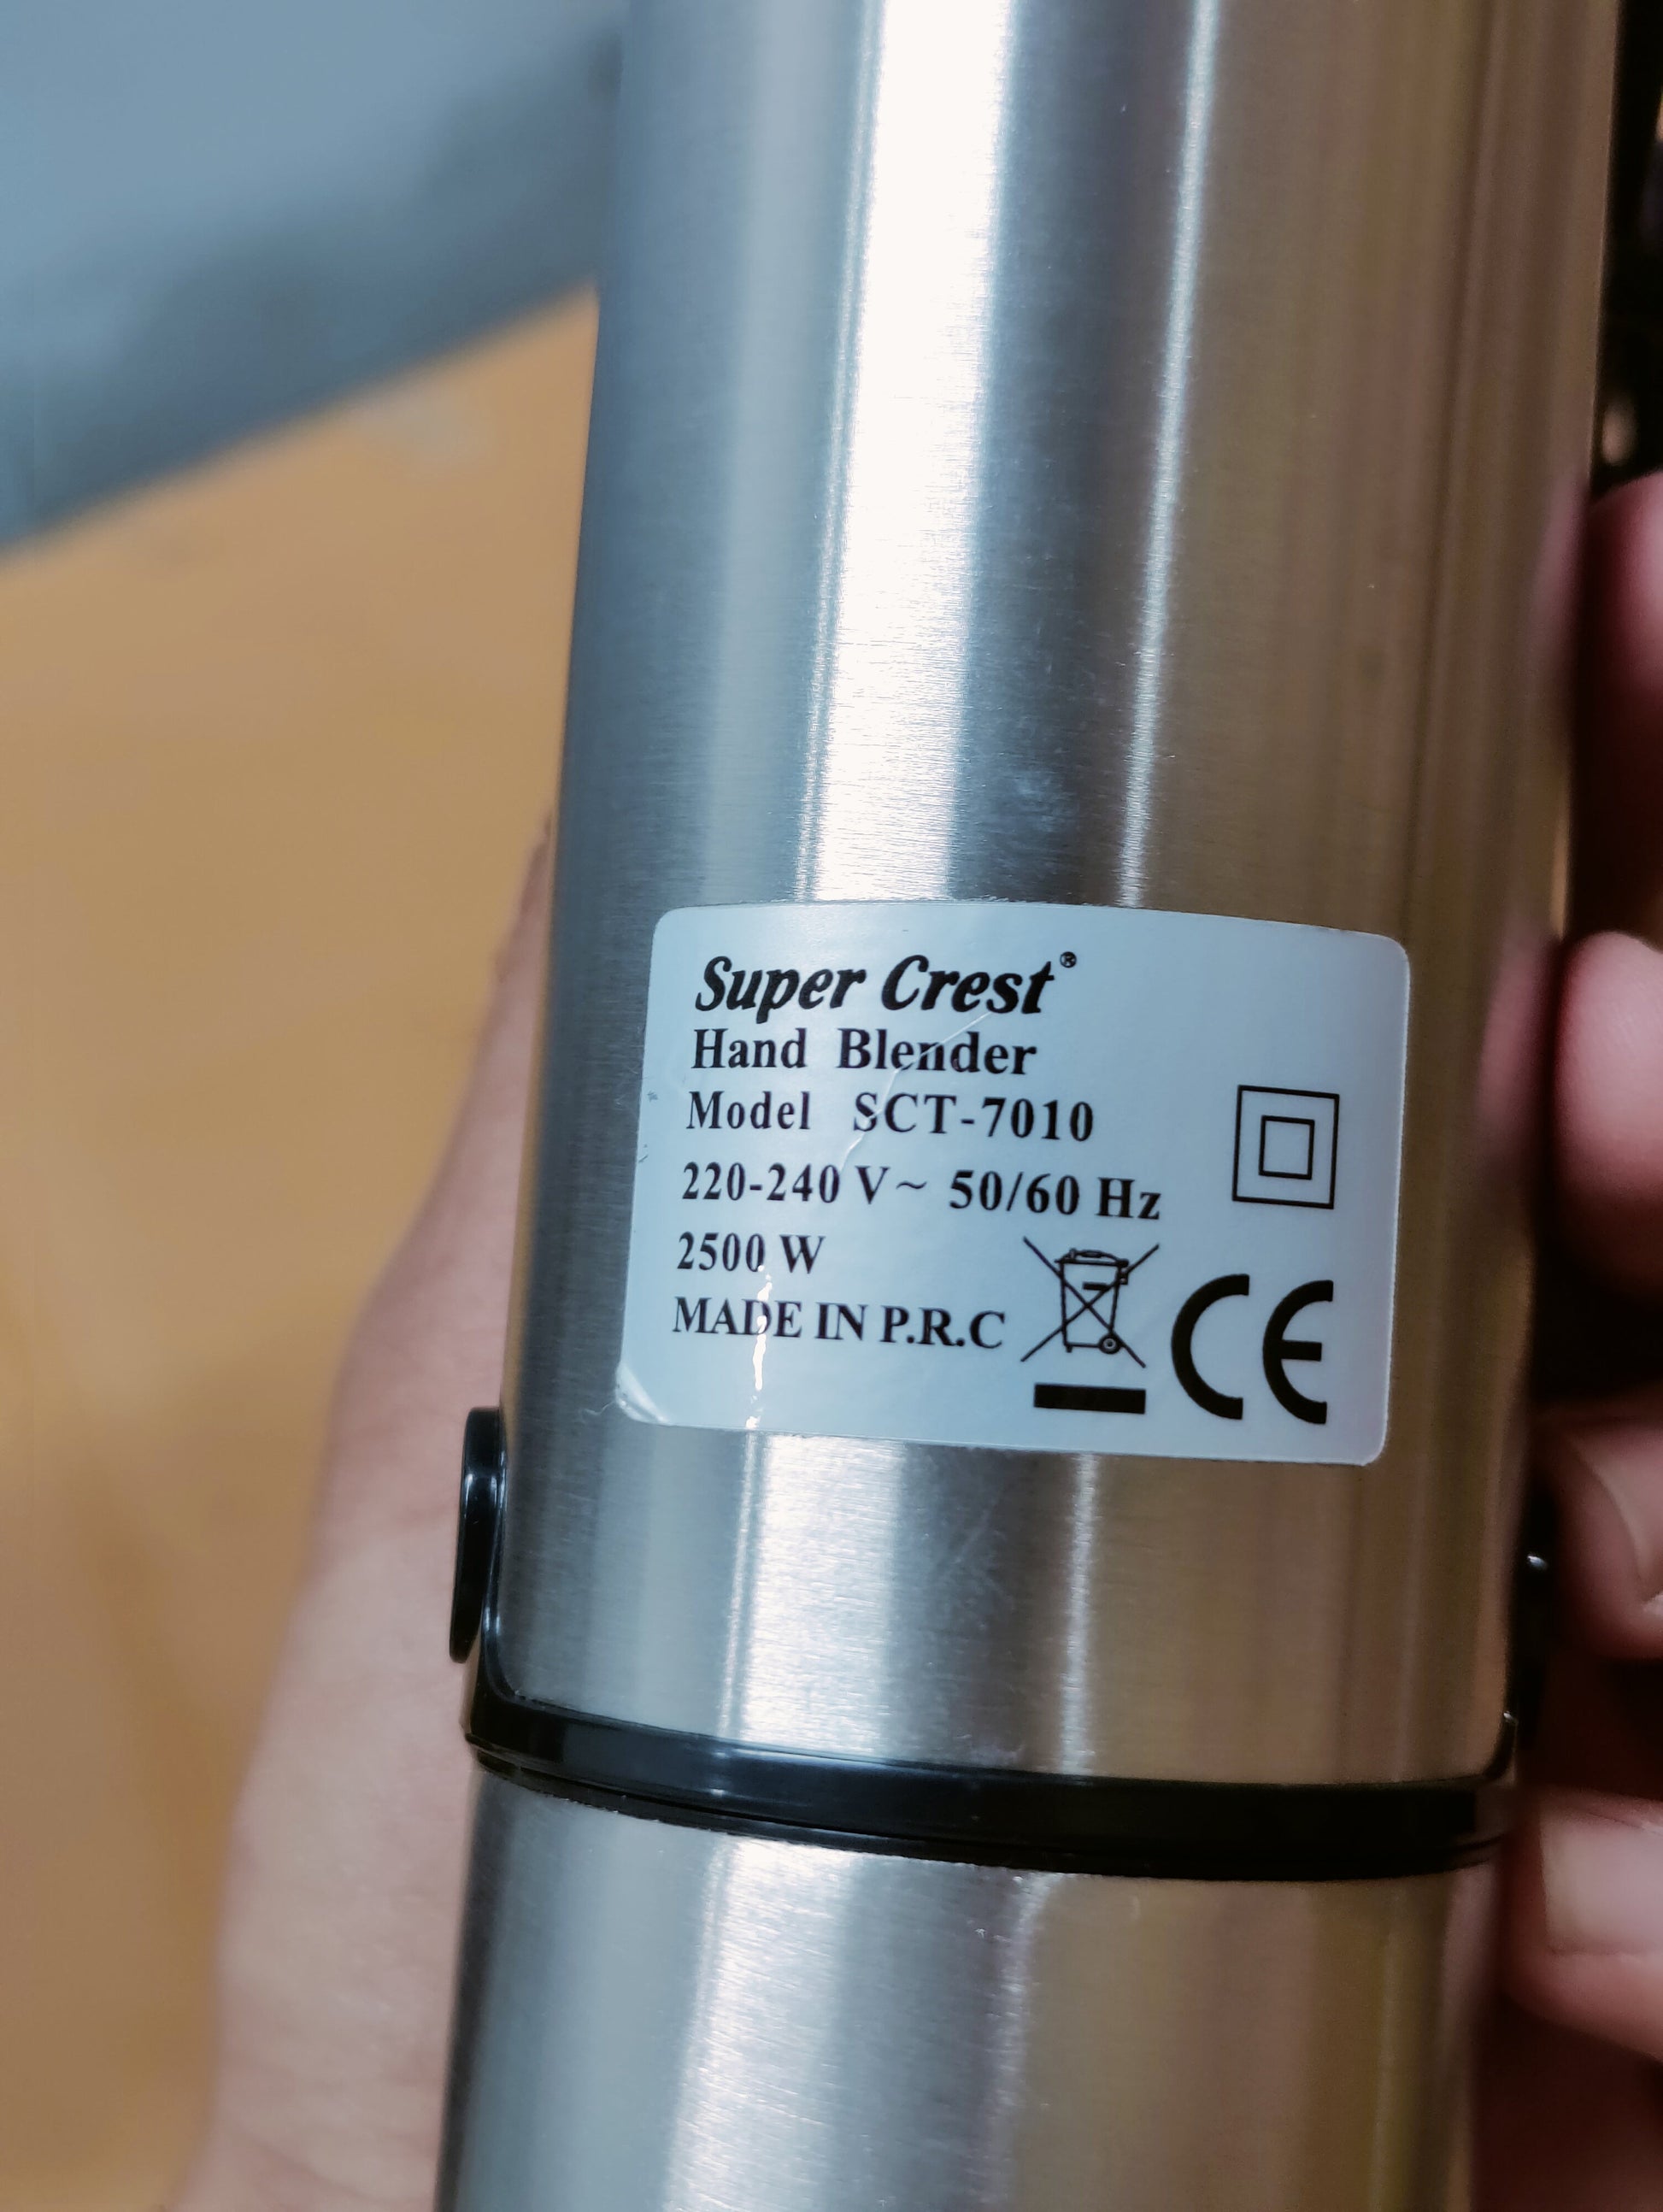 Super Crest®
Hand Blender
Model SCT-7010
220-240 V~ 50/60 Hz
2500 W
MADE IN P.R.C
CE